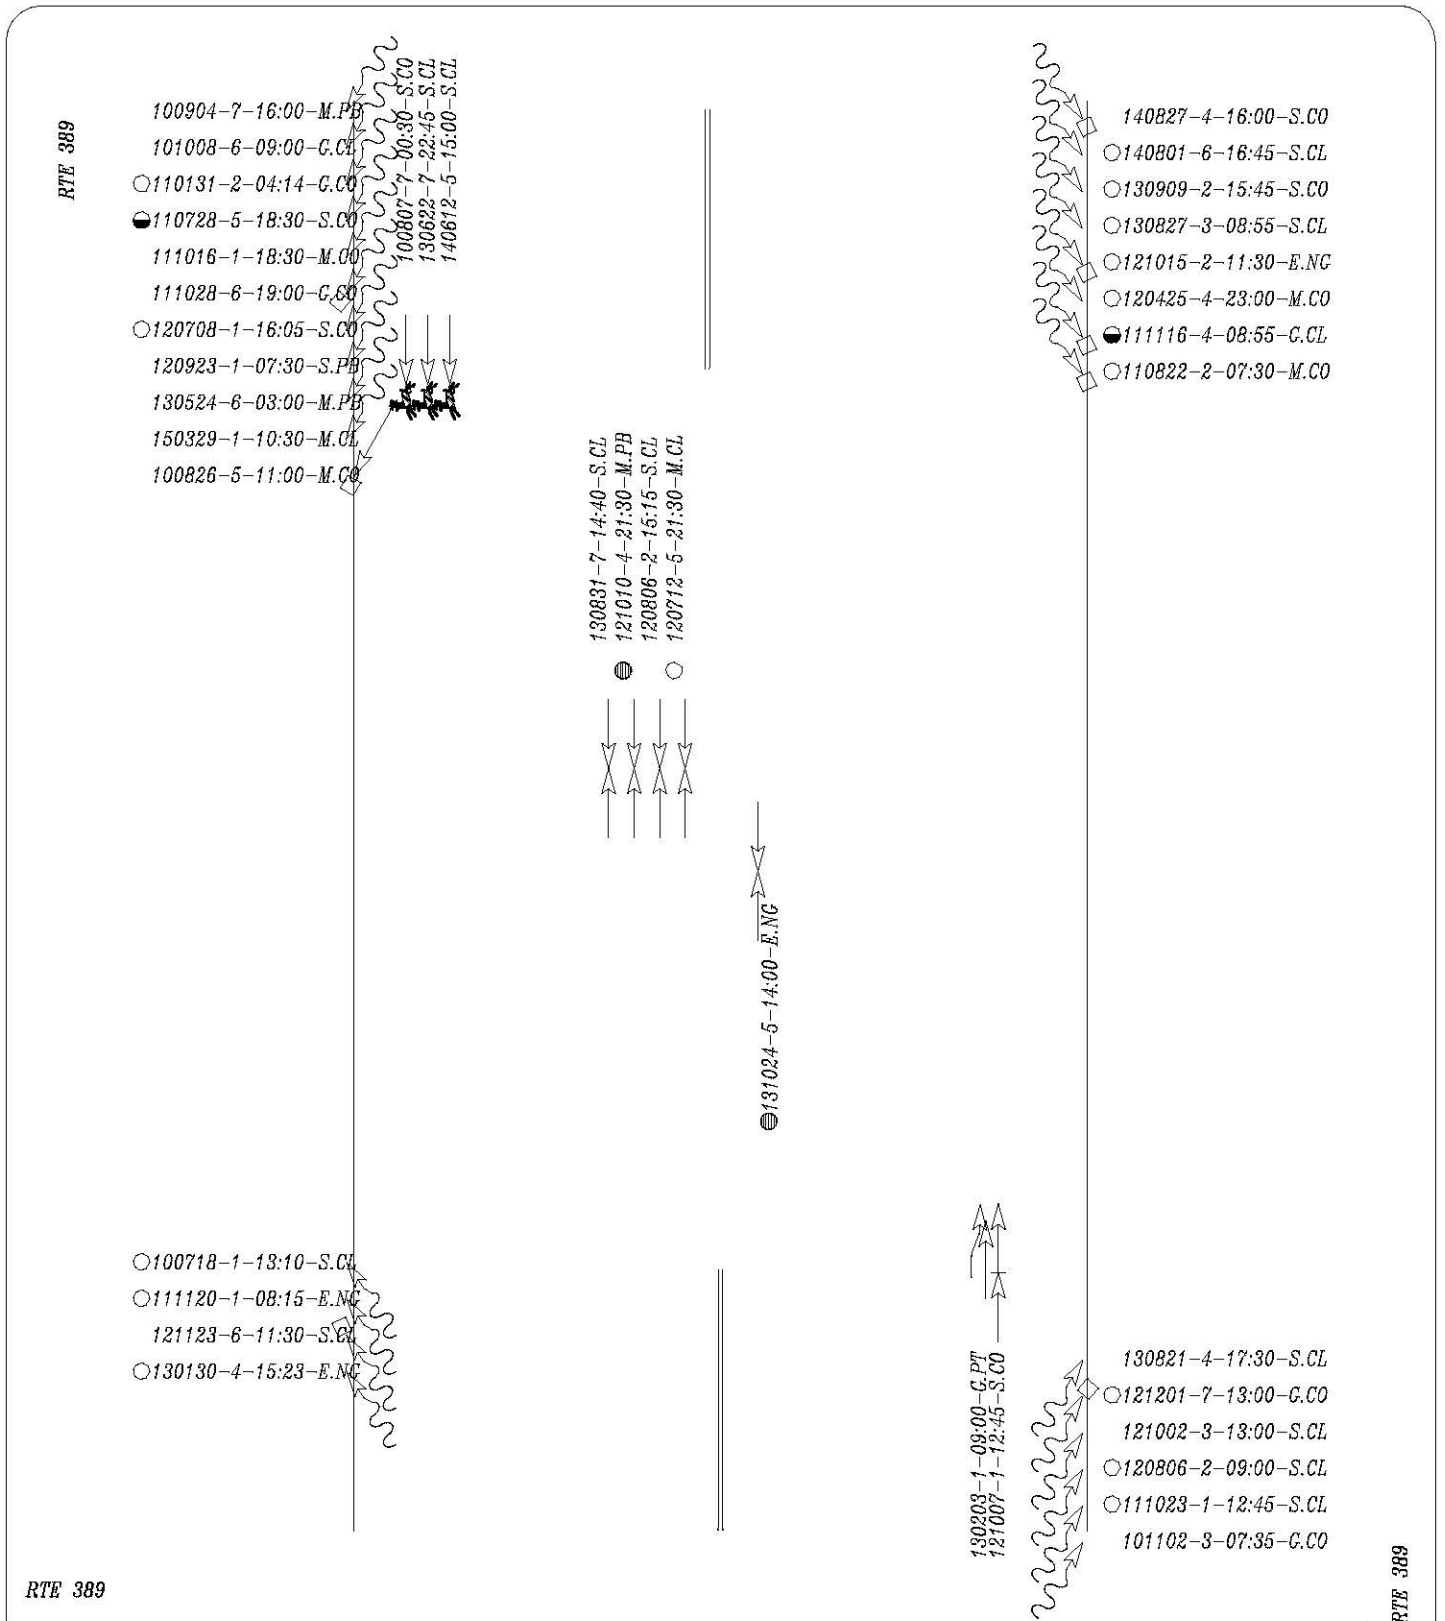 RTE 389
100904-7-16:00-M.PB
101008-6-09:00-G.CL
110131-2-04:14-G.CO
110728-5-18:30-S.CO
111016-1-18:30-M.CO
111028-6-19:00-G.CO
120708-1-16:05-S.CO
120923-1-07:30-S.PB
130524-6-03:00-M.PB
150329-1-10:30-M.CL
100826-5-11:00-M.CO
100807-7-00:30-S.CO
130622-7-22:45-S.CL
140612-5-15:00-S.CL
140827-4-16:00-S.CO
140801-6-16:45-S.CL
130909-2-15:45-S.CO
130827-3-08:55-S.CL
121015-2-11:30-E.NG
120425-4-23:00-M.CO
111116-4-08:55-G.CL
110822-2-07:30-M.CO
130831-7-14:40-S.CL
121010-4-21:30-M.PB
120806-2-15:15-S.CL
120712-5-21:30-M.CL
131024-5-14:00-E.NG
100718-1-13:10-S.CL
111120-1-08:15-E.NG
121123-6-11:30-S.CL
130130-4-15:23-E.NG
130203-1-09:00-G.PT
121007-1-12:45-S.CO
130821-4-17:30-S.CL
121201-7-13:00-G.CO
121002-3-13:00-S.CL
120806-2-09:00-S.CL
111023-1-12:45-S.CL
101102-3-07:35-G.CO
RTE 389
RTE 389